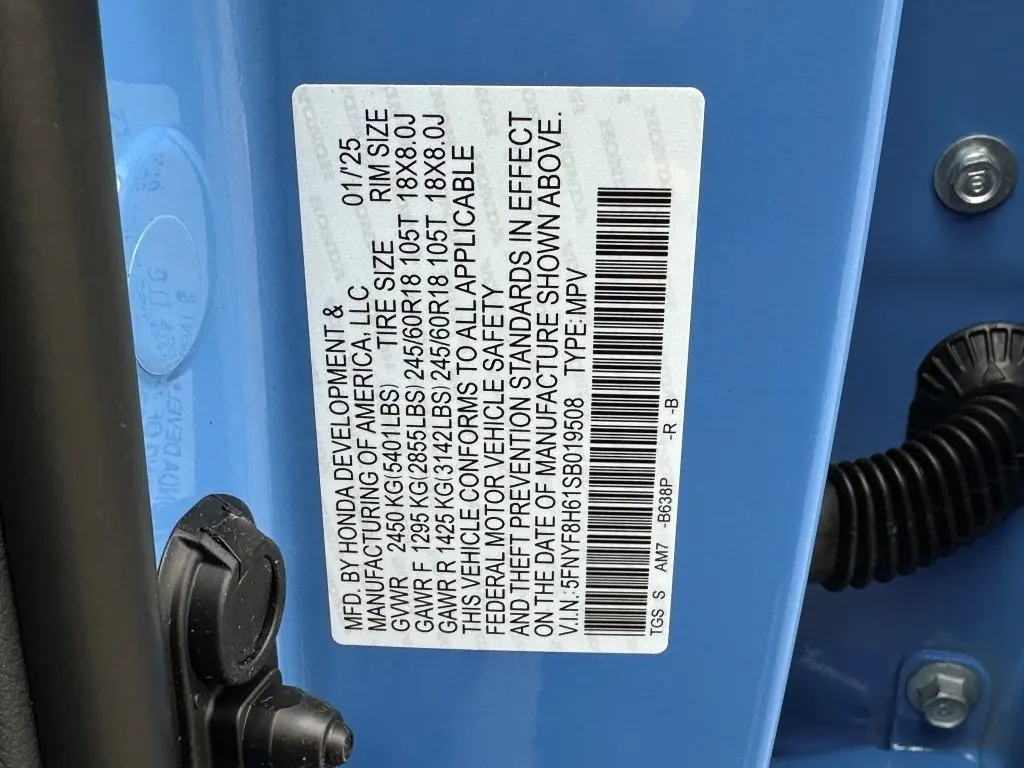 MFD. BY HONDA DEVELOPMENT &
MANUFACTURING OF AMERICA, LLC 01/'25
GVWR 2450 KG(5401LBS) TIRE SIZE RIM SIZE
GAWR F 1295 KG(2855LBS) 245/60R18 105T 18X8.0J
GAWR R 1425 KG(3142LBS) 245/60R18 105T 18X8.0J
THIS VEHICLE CONFORMS TO ALL APPLICABLE
FEDERAL MOTOR VEHICLE SAFETY
AND THEFT PREVENTION STANDARDS IN EFFECT
ON THE DATE OF MANUFACTURE SHOWN ABOVE.
V.I.N.:5FNYF8H61SB019508 TYPE:MPV
TGS S AM7 -B638P -R -B